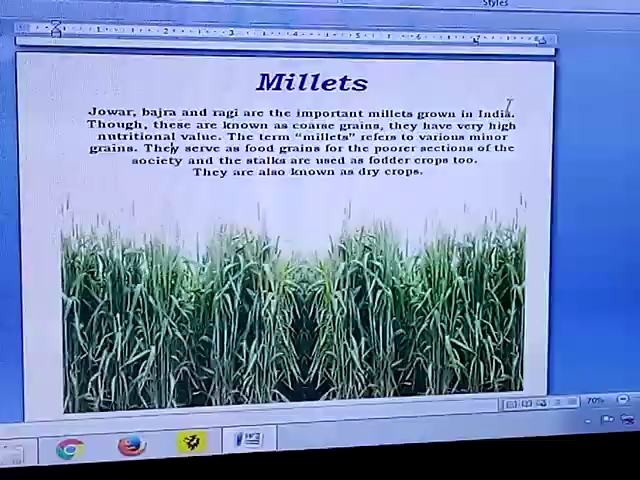 Styles
Millets
Jowar, bajra and ragi are the important millets grown in India.
Though, these are known as coarse grains, they have very high
nutritional value. The term "millets" refers to various minor
grains. They serve as food grains for the poorer sections of the
society and the stalks are used as fodder crops too.
They are also known as dry crops.
70%